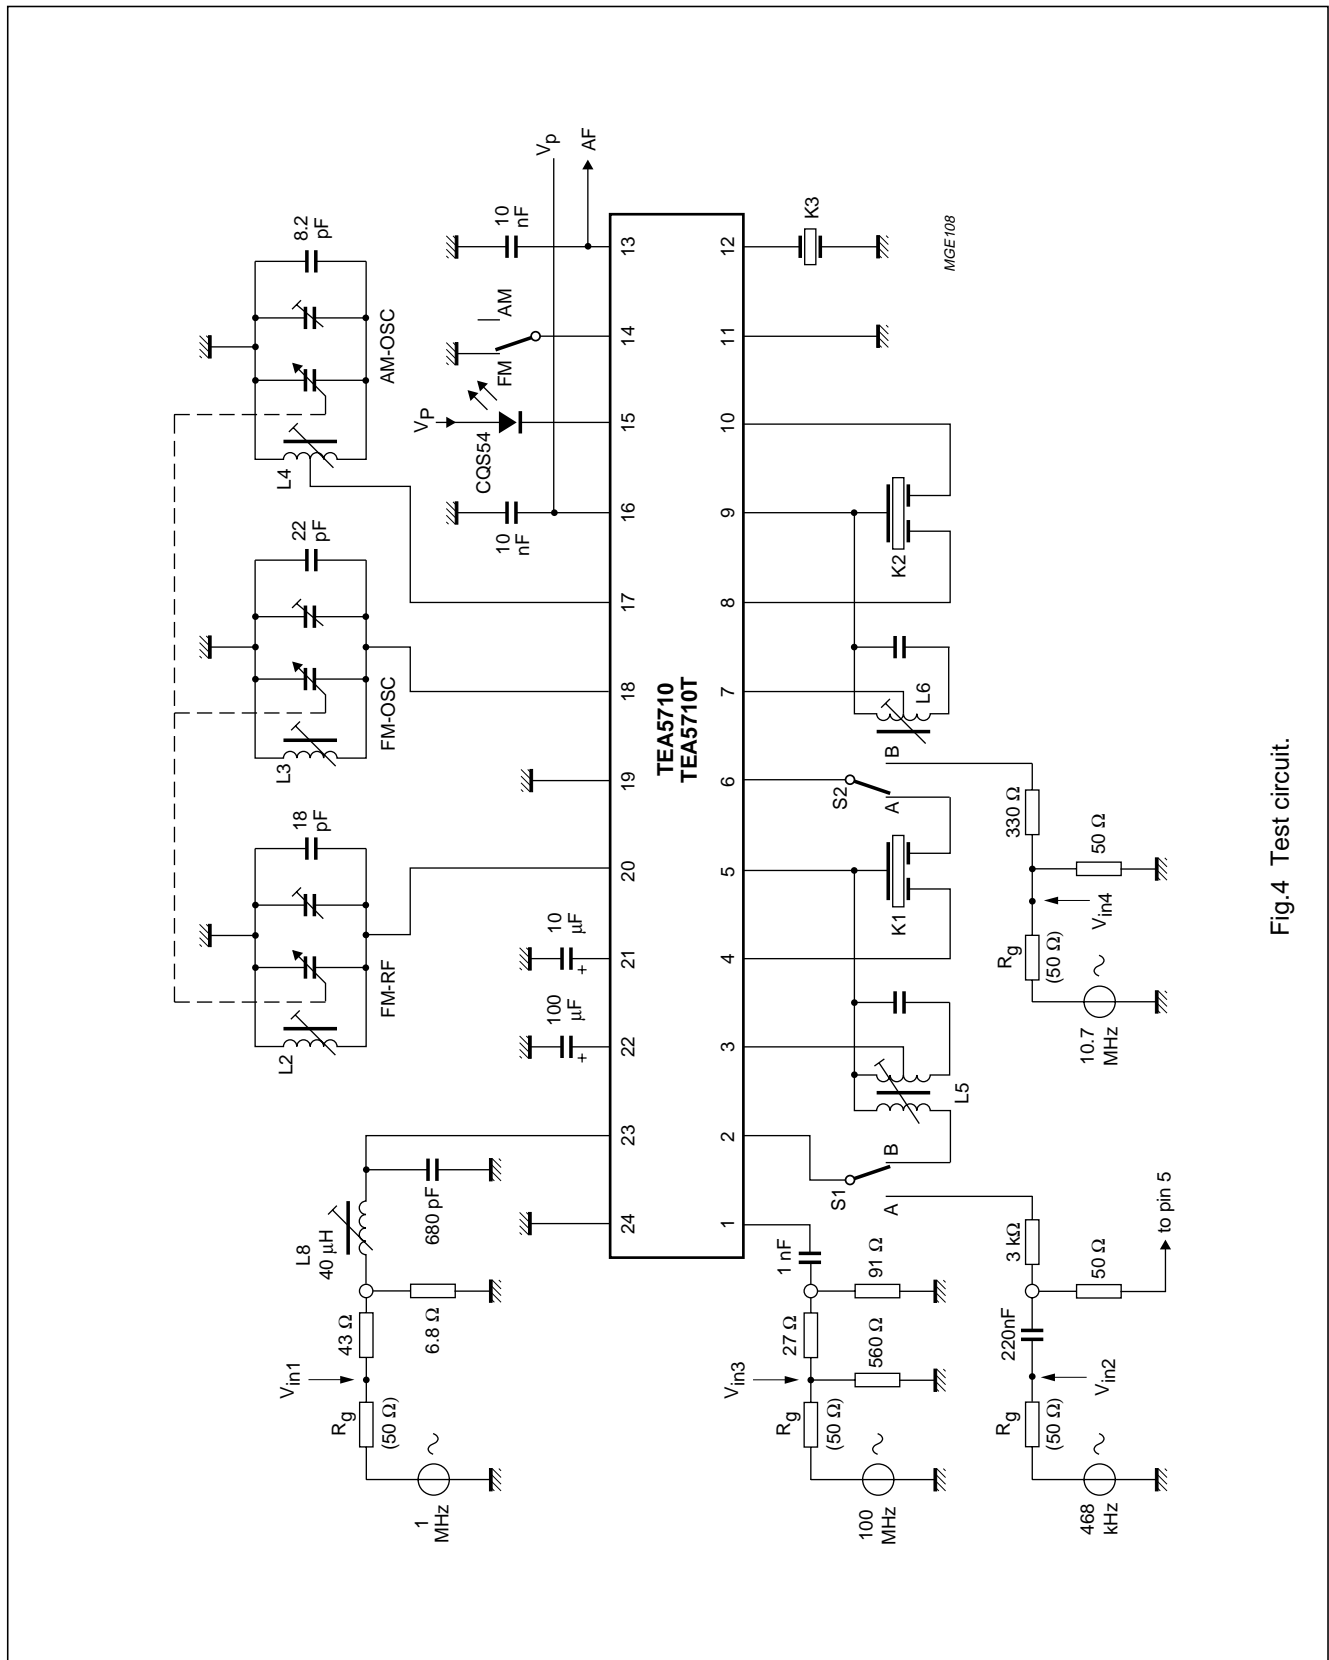 8.2
pF
AM-OSC
L4
22
pF
FM-OSC
L3
18
pF
FM-RF
L2
Vp
AF
10
nF
AM
FM
VP
CQS54
10
nF
10
µF
+
100
µF
+
L8
40 µH
680 pF
43 Ω
6.8 Ω
Vin1
Rg
(50 Ω)
1
MHz
13
14
15
16
17
18
19
20
21
22
23
24
TEA5710
TEA5710T
12
11
10
9
8
7
6
5
4
3
2
1
K3
K2
L6
B
S2
A
K1
L5
B
S1
A
MGE108
330 Ω
50 Ω
Vin4
Rg
(50 Ω)
10.7
MHz
1 nF
91 Ω
27 Ω
560 Ω
Vin3
Rg
(50 Ω)
100
MHz
to pin 5
3 kΩ
50 Ω
220nF
Vin2
Rg
(50 Ω)
468
kHz
Fig.4 Test circuit.